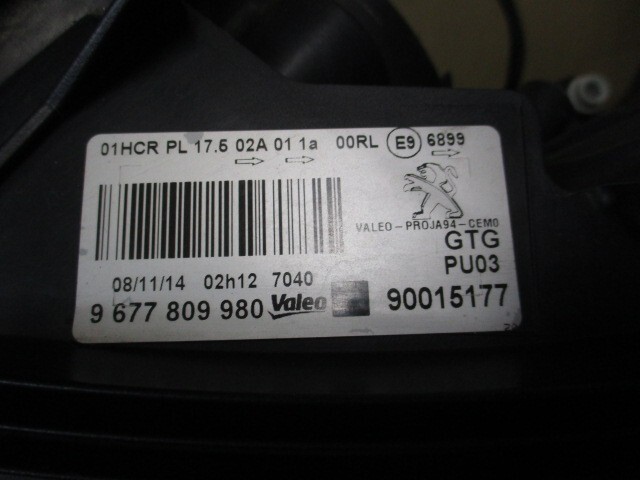 01HCR PL 17.5 02A 01 1a 00RL E9 6899
VALEO-PROJA94-CEM0
GTG
PU03
08/11/14 02h12 7040
9 677 809 980 Valeo 90015177